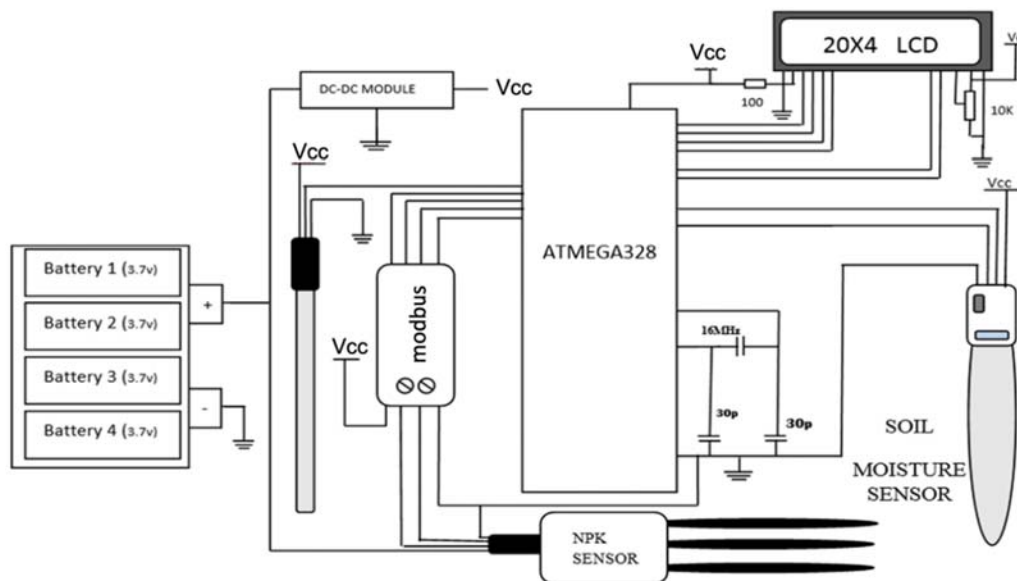 20X4 LCD
Vcc
100
10K
DC-DC MODULE
Vcc
Vcc
Vcc
ATMEGA328
Battery 1 (3.7v)
Battery 2 (3.7v)
Battery 3 (3.7v)
Battery 4 (3.7v)
+
-
modbus
Vcc
16MHz
30p
30p
SOIL
MOISTURE
SENSOR
NPK
SENSOR